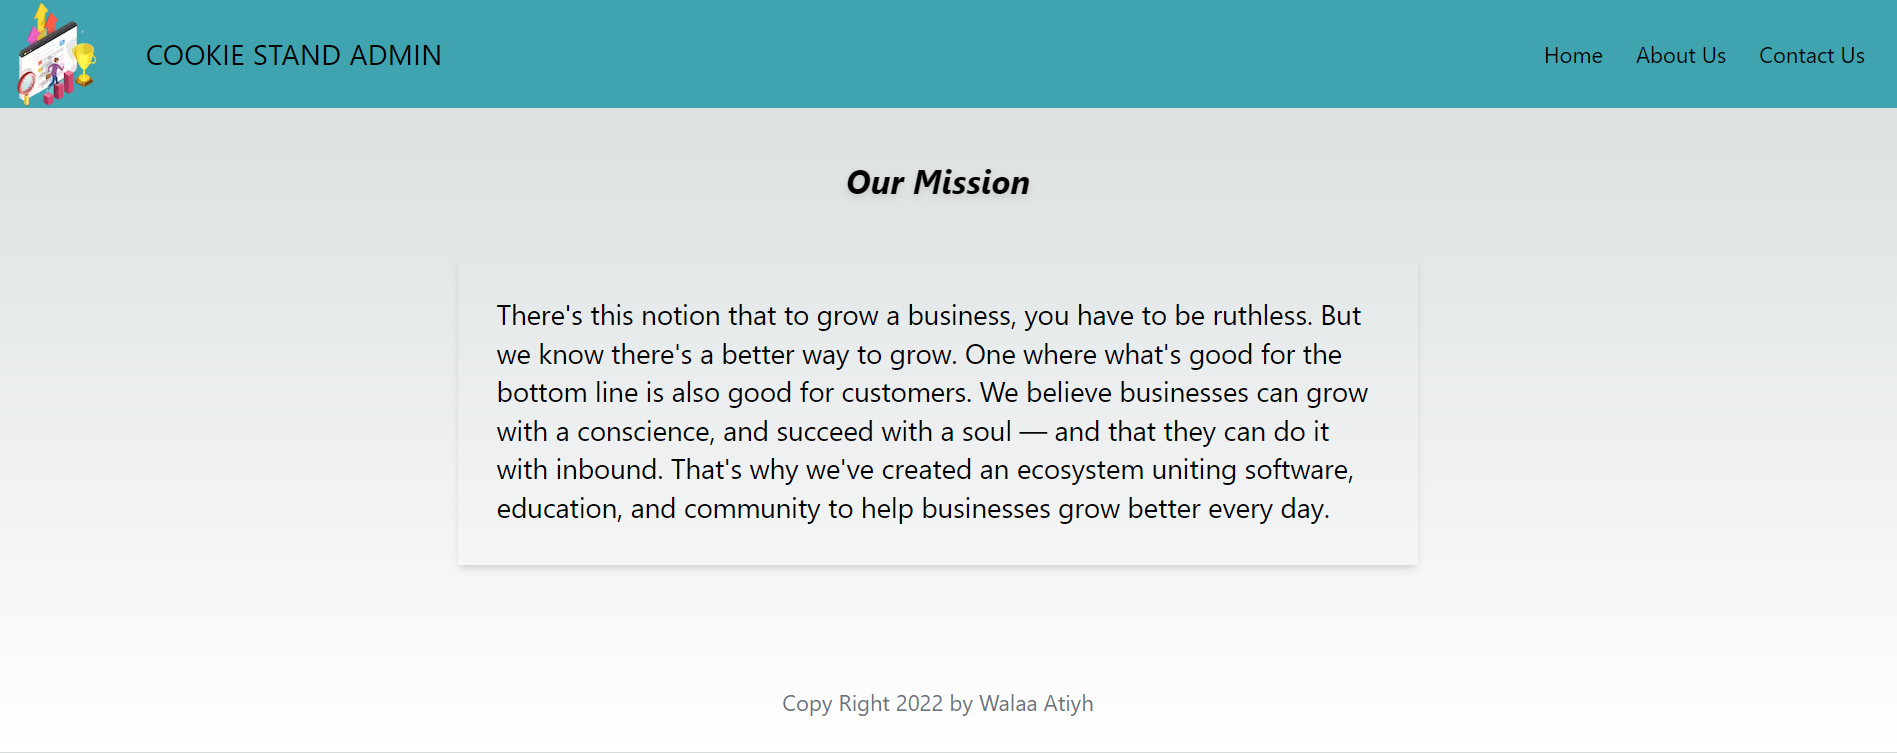 COOKIE STAND ADMIN
Home
About Us
Contact Us
Our Mission
There's this notion that to grow a business, you have to be ruthless. But
we know there's a better way to grow. One where what's good for the
bottom line is also good for customers. We believe businesses can grow
with a conscience, and succeed with a soul — and that they can do it
with inbound. That's why we've created an ecosystem uniting software,
education, and community to help businesses grow better every day.
Copy Right 2022 by Walaa Atiyh